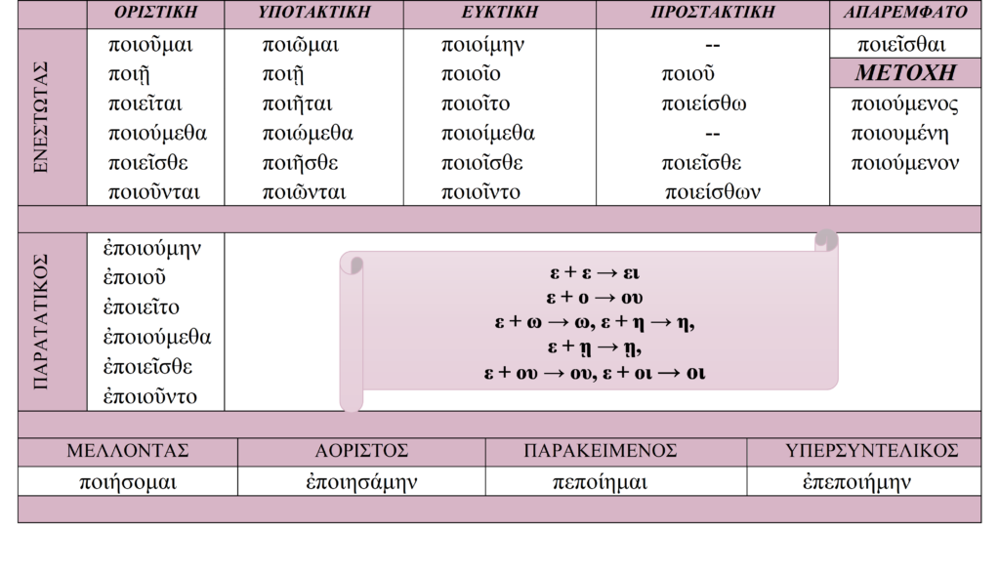 ΟΡΙΣΤΙΚΗ ΥΠΟΤΑΚΤΙΚΗ ΕΥΚΤΙΚΗ ΠΡΟΣΤΑΚΤΙΚΗ ΑΠΑΡΕΜΦΑΤΟ
ΕΝΕΣΤΩΤΑΣ
ποιοῦμαι ποιῶμαι ποιοίμην -- ποιεῖσθαι
ποιῇ ποιῇ ποιοῖο ποιοῦ ΜΕΤΟΧΗ
ποιεῖται ποιῆται ποιοῖτο ποιείσθω ποιούμενος
ποιούμεθα ποιώμεθα ποιοίμεθα -- ποιουμένη
ποιεῖσθε ποιῆσθε ποιοῖσθε ποιεῖσθε ποιούμενον
ποιοῦνται ποιῶνται ποιοῖντο ποιείσθων
ΠΑΡΑΤΑΤΙΚΟΣ
ἐποιούμην
ἐποιοῦ
ἐποιεῖτο
ἐποιούμεθα
ἐποιεῖσθε
ἐποιοῦντο
ε + ε → ει
ε + ο → ου
ε + ω → ω, ε + η → η,
ε + ῃ → ῃ,
ε + ου → ου, ε + οι → οι
ΜΕΛΛΟΝΤΑΣ ΑΟΡΙΣΤΟΣ ΠΑΡΑΚΕΙΜΕΝΟΣ ΥΠΕΡΣΥΝΤΕΛΙΚΟΣ
ποιήσομαι ἐποιησάμην πεποίημαι ἐπεποιήμην